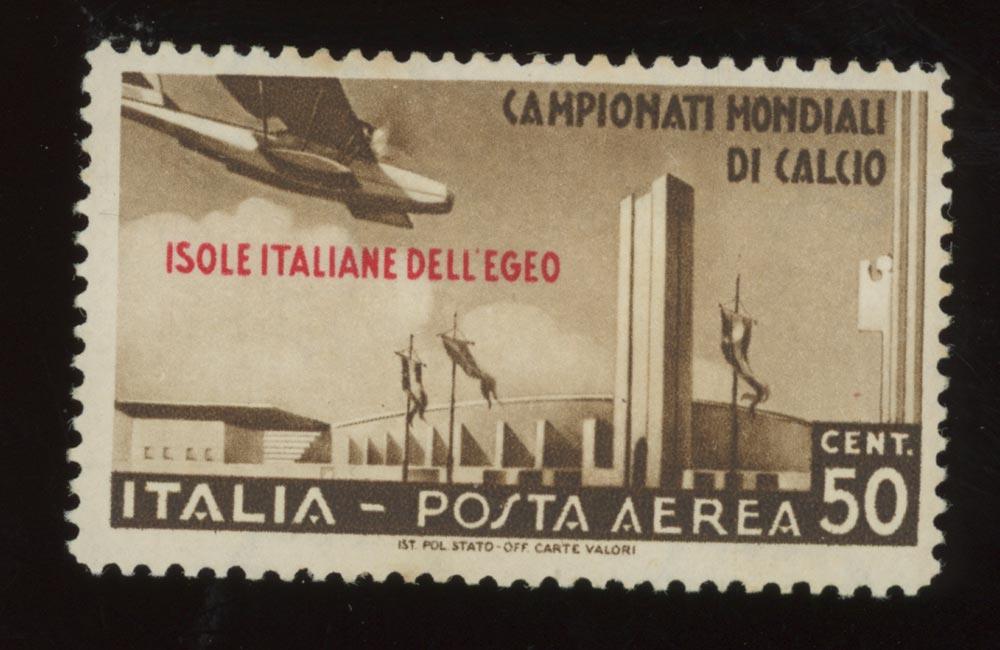 CAMPIONATI MONDIALI
DI CALCIO
ISOLE ITALIANE DELL'EGEO
CENT.
50
ITALIA - POSTA AEREA
IST. POL. STATO-OFF. CARTE VALORI